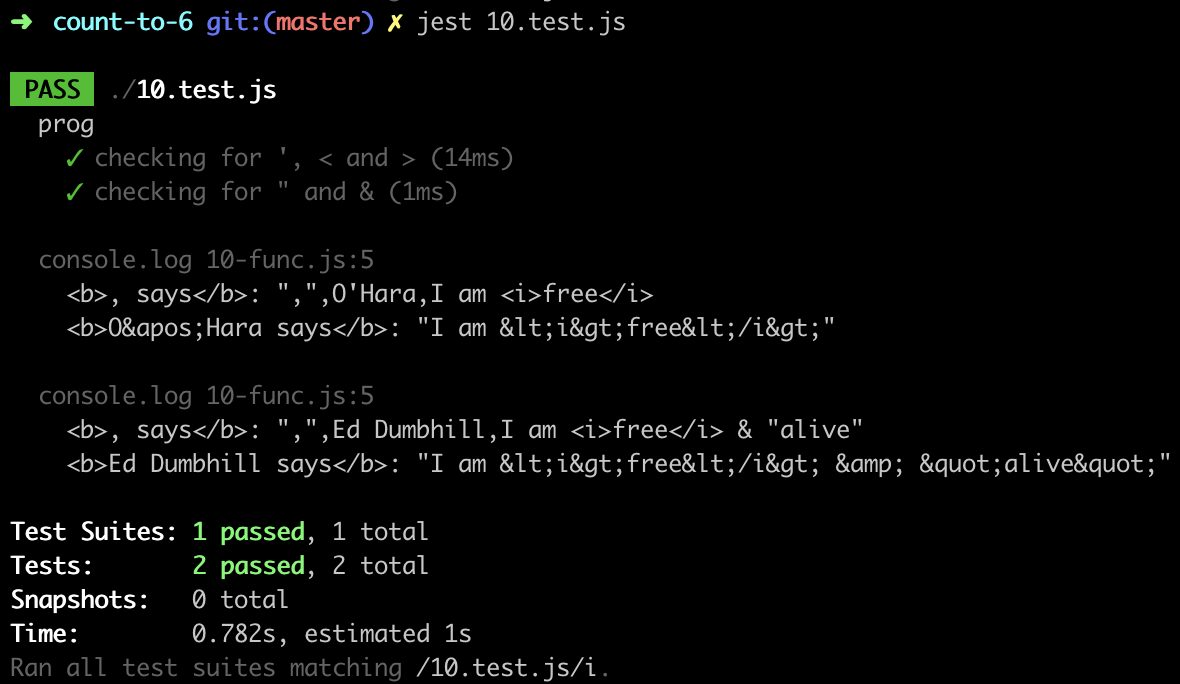 ➜ count-to-6 git:(master) ✗ jest 10.test.js
PASS ./10.test.js
prog
✓ checking for ', < and > (14ms)
✓ checking for " and & (1ms)
console.log 10-func.js:5
<b>, says</b>: ",",O'Hara,I am <i>free</i>
<b>O&apos;Hara says</b>: "I am &lt;i&gt;free&lt;/i&gt;"
console.log 10-func.js:5
<b>, says</b>: ",",Ed Dumbhill,I am <i>free</i> & "alive"
<b>Ed Dumbhill says</b>: "I am &lt;i&gt;free&lt;/i&gt; &amp; &quot;alive&quot;"
Test Suites: 1 passed, 1 total
Tests: 2 passed, 2 total
Snapshots: 0 total
Time: 0.782s, estimated 1s
Ran all test suites matching /10.test.js/i.